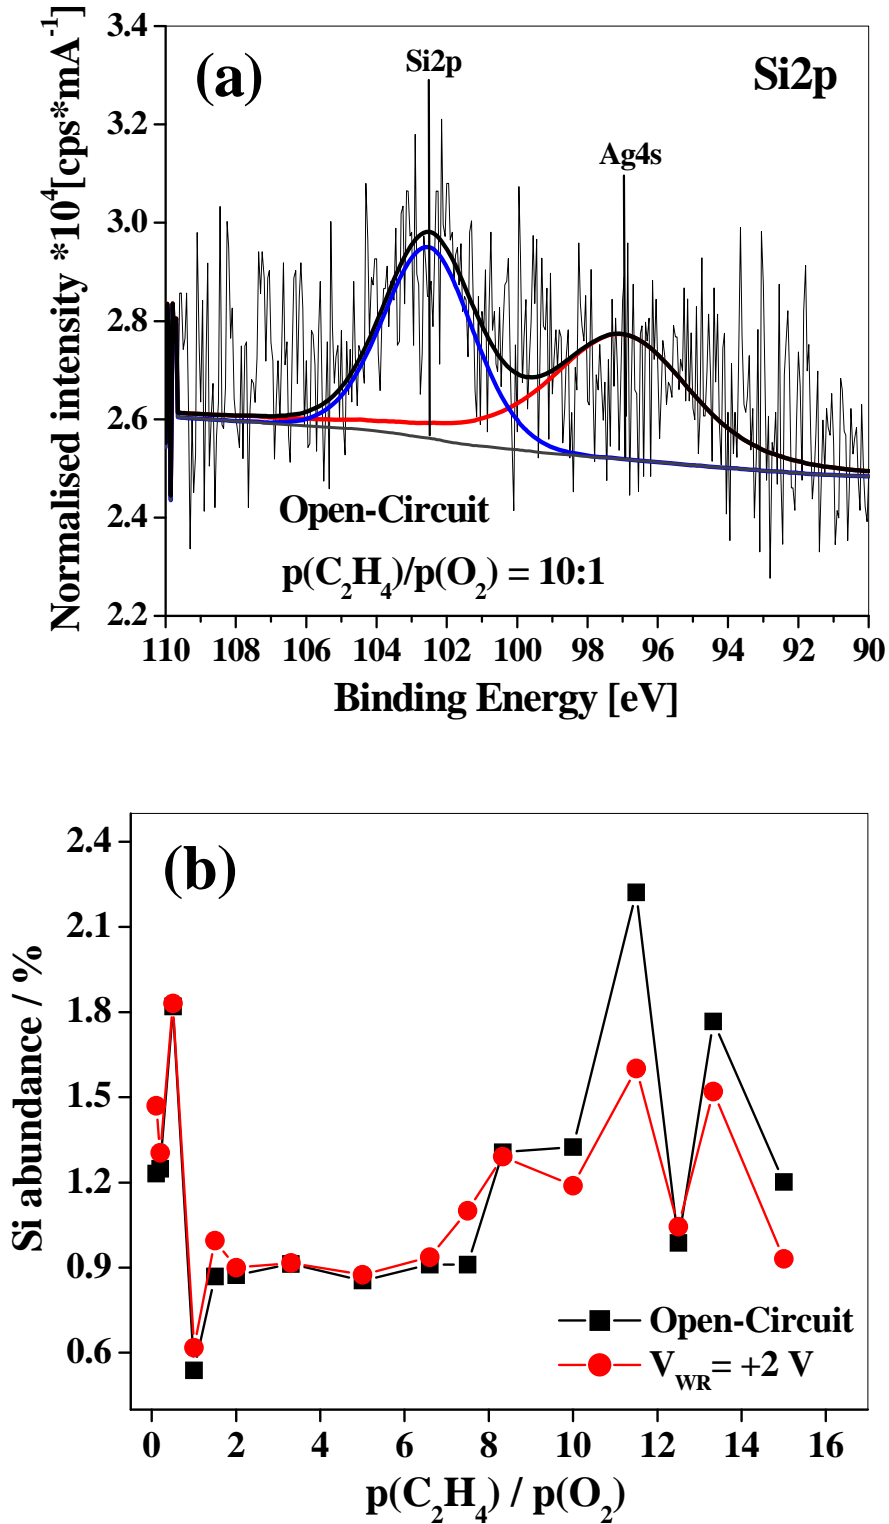 (a)
Si2p
Si2p
Ag4s
Normalised intensity *10⁴[cps*mA⁻¹]
3.4
3.2
3.0
2.8
2.6
2.4
2.2
Open-Circuit
p(C₂H₄)/p(O₂) = 10:1
110 108 106 104 102 100 98 96 94 92 90
Binding Energy [eV]
(b)
Si abundance / %
2.4
2.1
1.8
1.5
1.2
0.9
0.6
Open-Circuit
V_WR= +2 V
0 2 4 6 8 10 12 14 16
p(C₂H₄) / p(O₂)